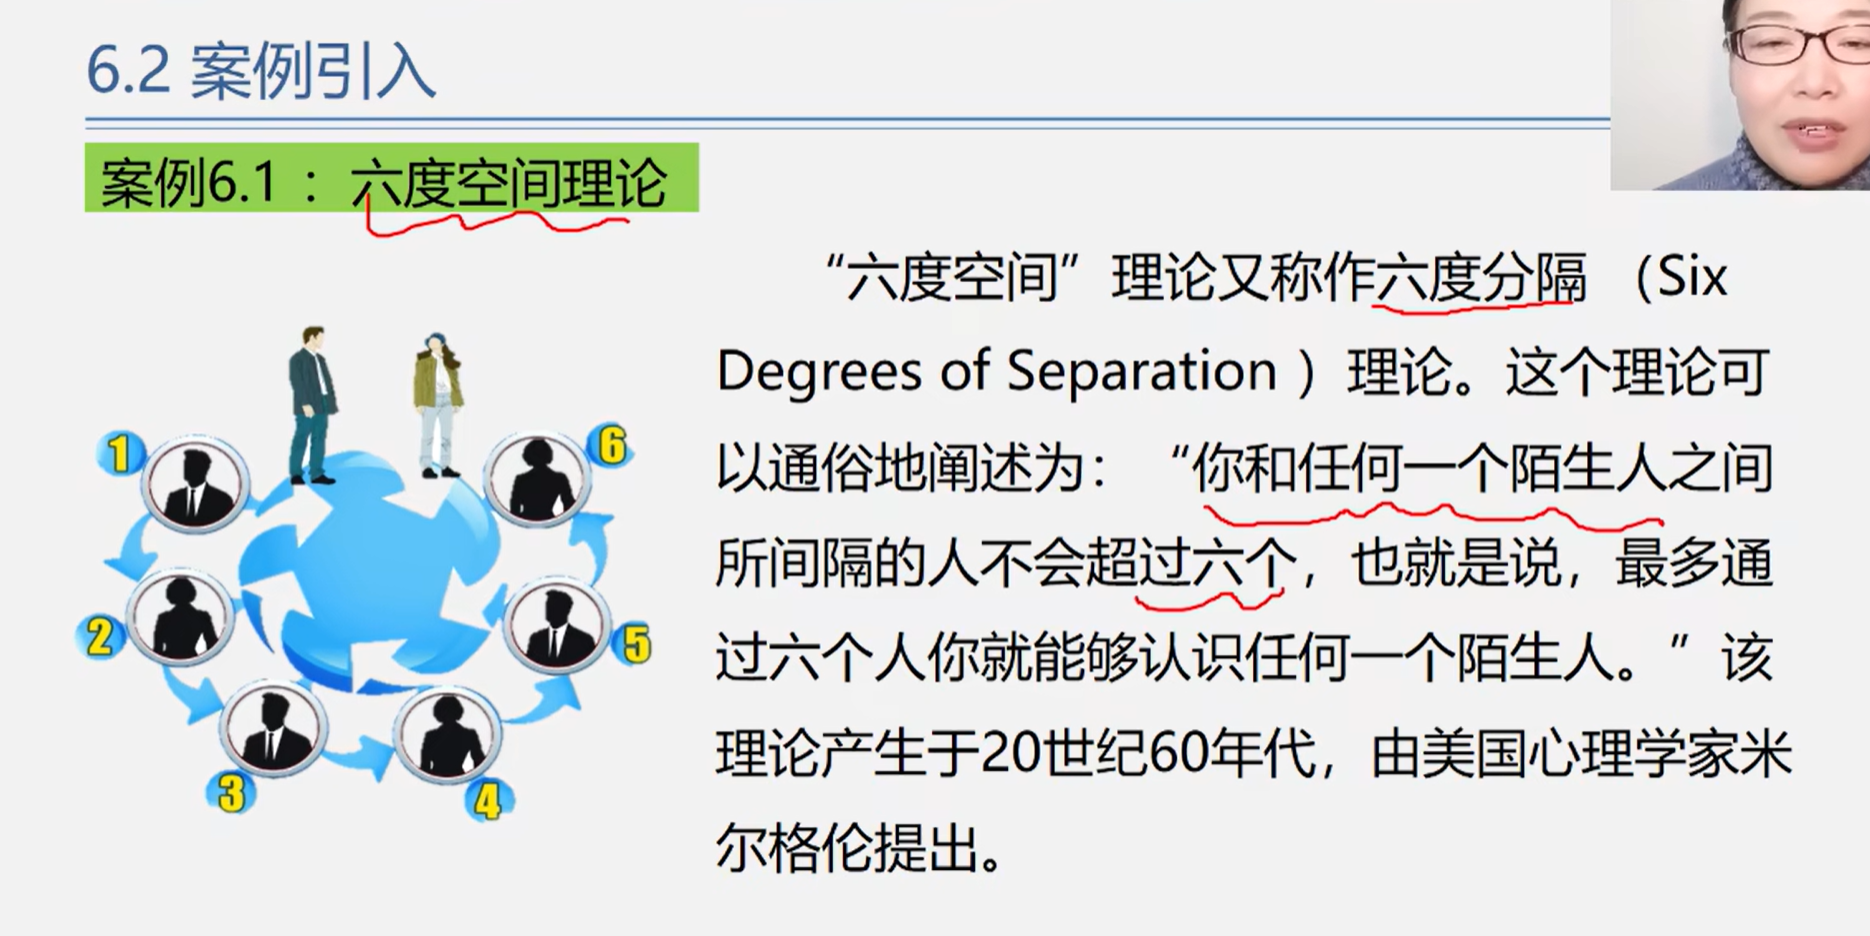 6.2 案例引入
案例6.1 ：六度空间理论
“六度空间”理论又称作六度分隔 （Six
Degrees of Separation ）理论。这个理论可
以通俗地阐述为：“你和任何一个陌生人之间
所间隔的人不会超过六个，也就是说，最多通
过六个人你就能够认识任何一个陌生人。”该
理论产生于20世纪60年代，由美国心理学家米
尔格伦提出。
1
6
2
5
3
4